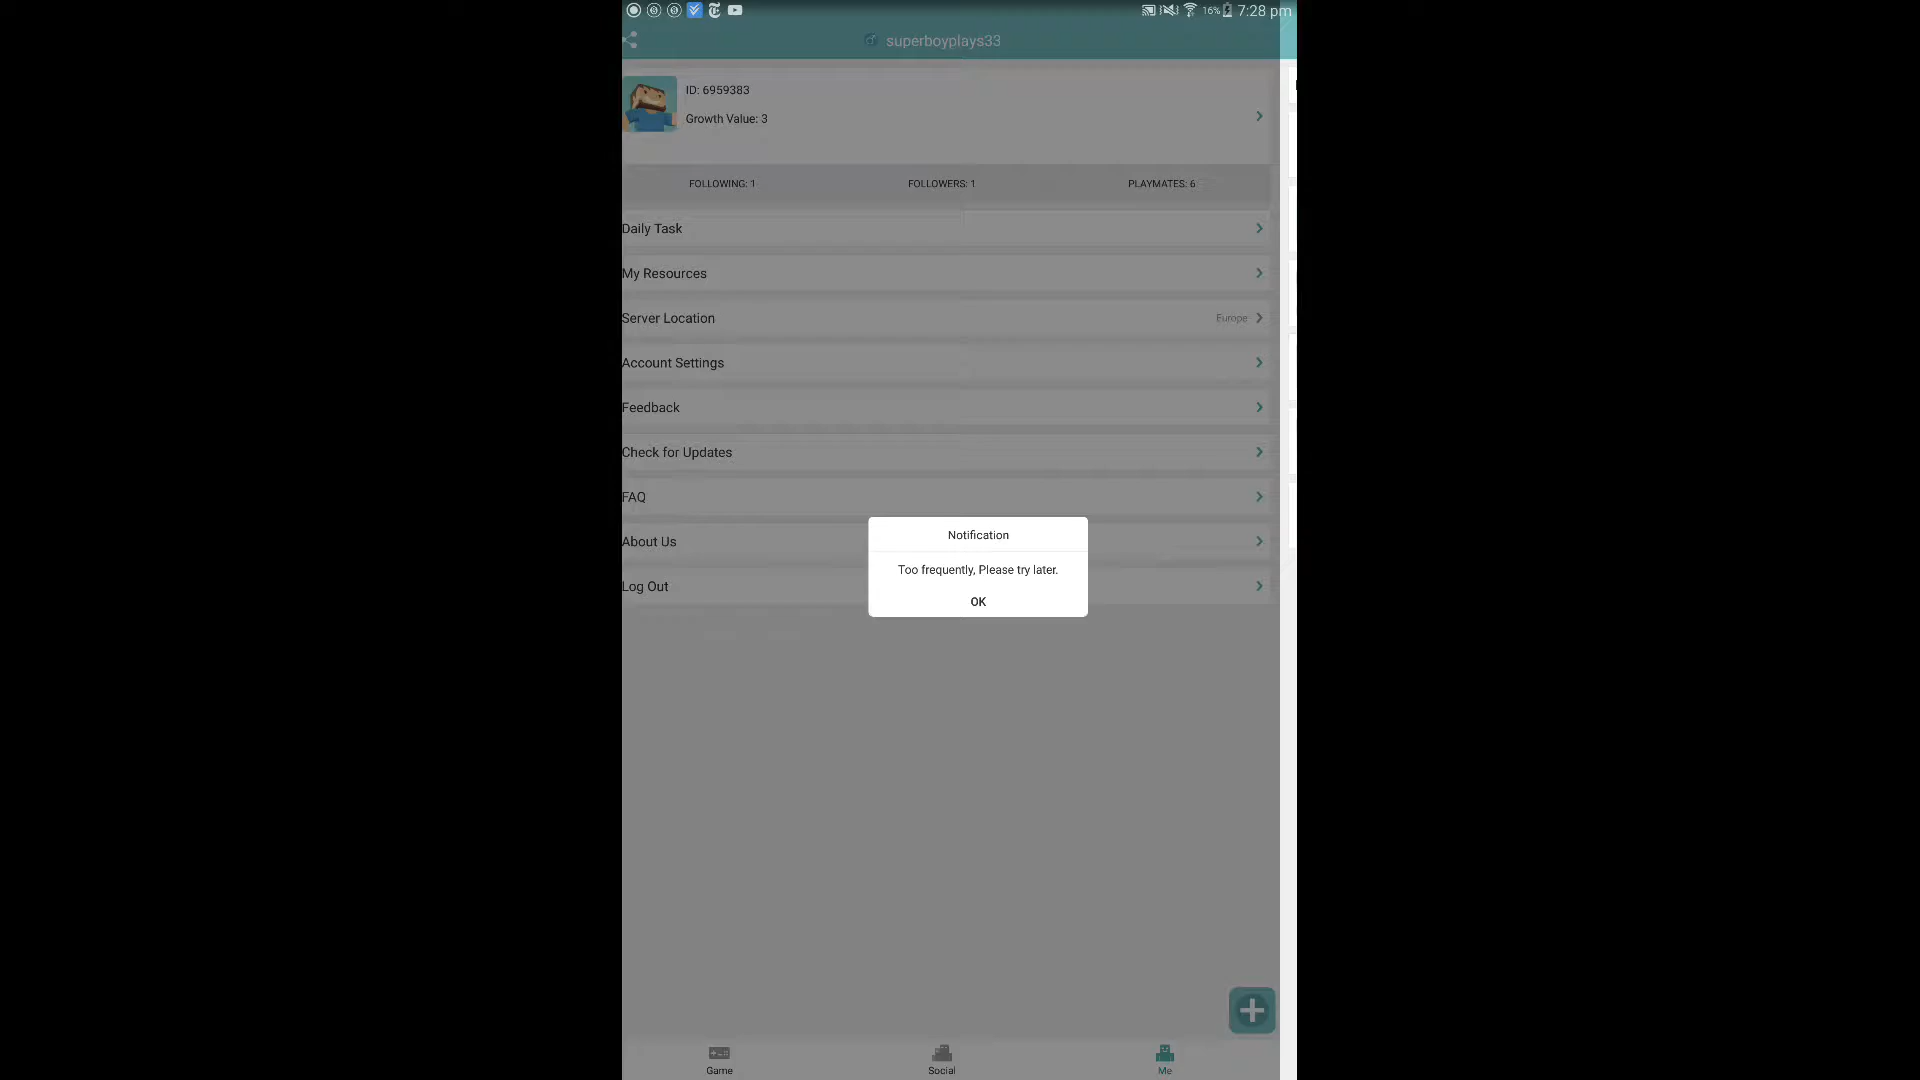 16% 7:28 pm
superboyplays33
ID: 6959383
Growth Value: 3
FOLLOWING: 1 FOLLOWERS: 1 PLAYMATES: 6
Daily Task
My Resources
Server Location Europe
Account Settings
Feedback
Check for Updates
FAQ
Notification
About Us
Too frequently, Please try later.
Log Out
OK
Game Social Me